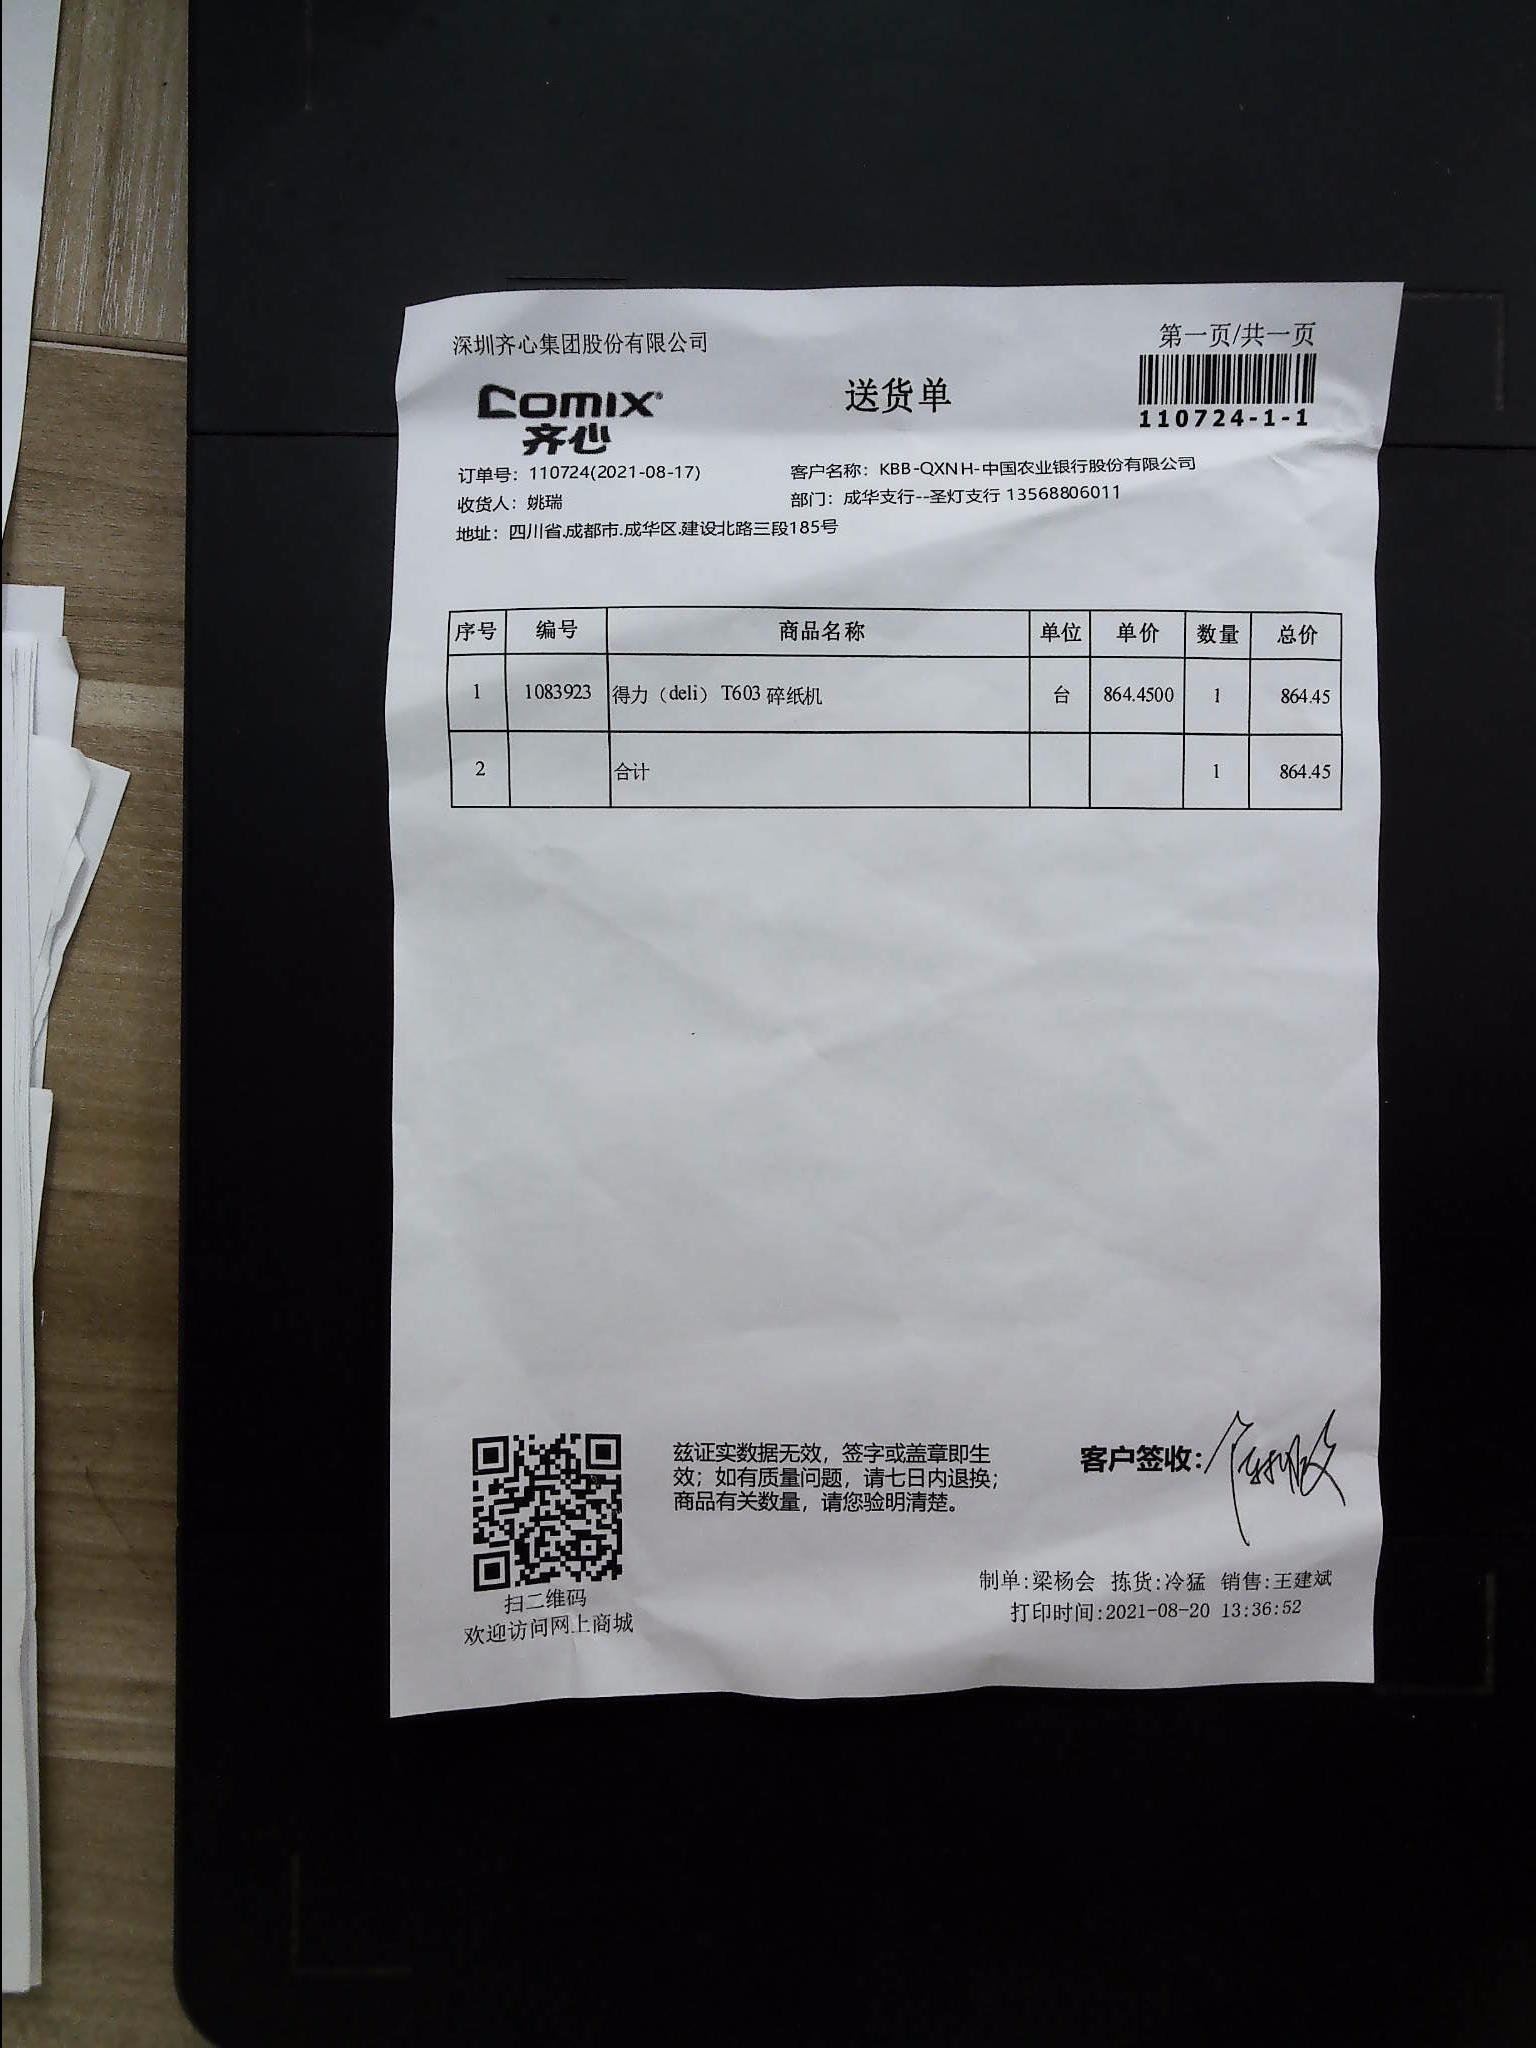 深圳齐心集团股份有限公司
第一页/共一页
Comix
齐心
送货单
110724-1-1
订单号：110724(2021-08-17)
客户名称：KBB-QXNH-中国农业银行股份有限公司
收货人：姚瑞
部门：成华支行--圣灯支行 13568806011
地址：四川省.成都市.成华区.建设北路三段185号
序号 编号 商品名称 单位 单价 数量 总价
1 1083923 得力（deli） T603 碎纸机 台 864.4500 1 864.45
2 合计 1 864.45
兹证实数据无效，签字或盖章即生
效；如有质量问题，请七日内退换；
商品有关数量，请您验明清楚。
客户签收：
扫二维码
欢迎访问网上商城
制单:梁杨会 拣货:冷猛 销售:王建斌
打印时间:2021-08-20 13:36:52